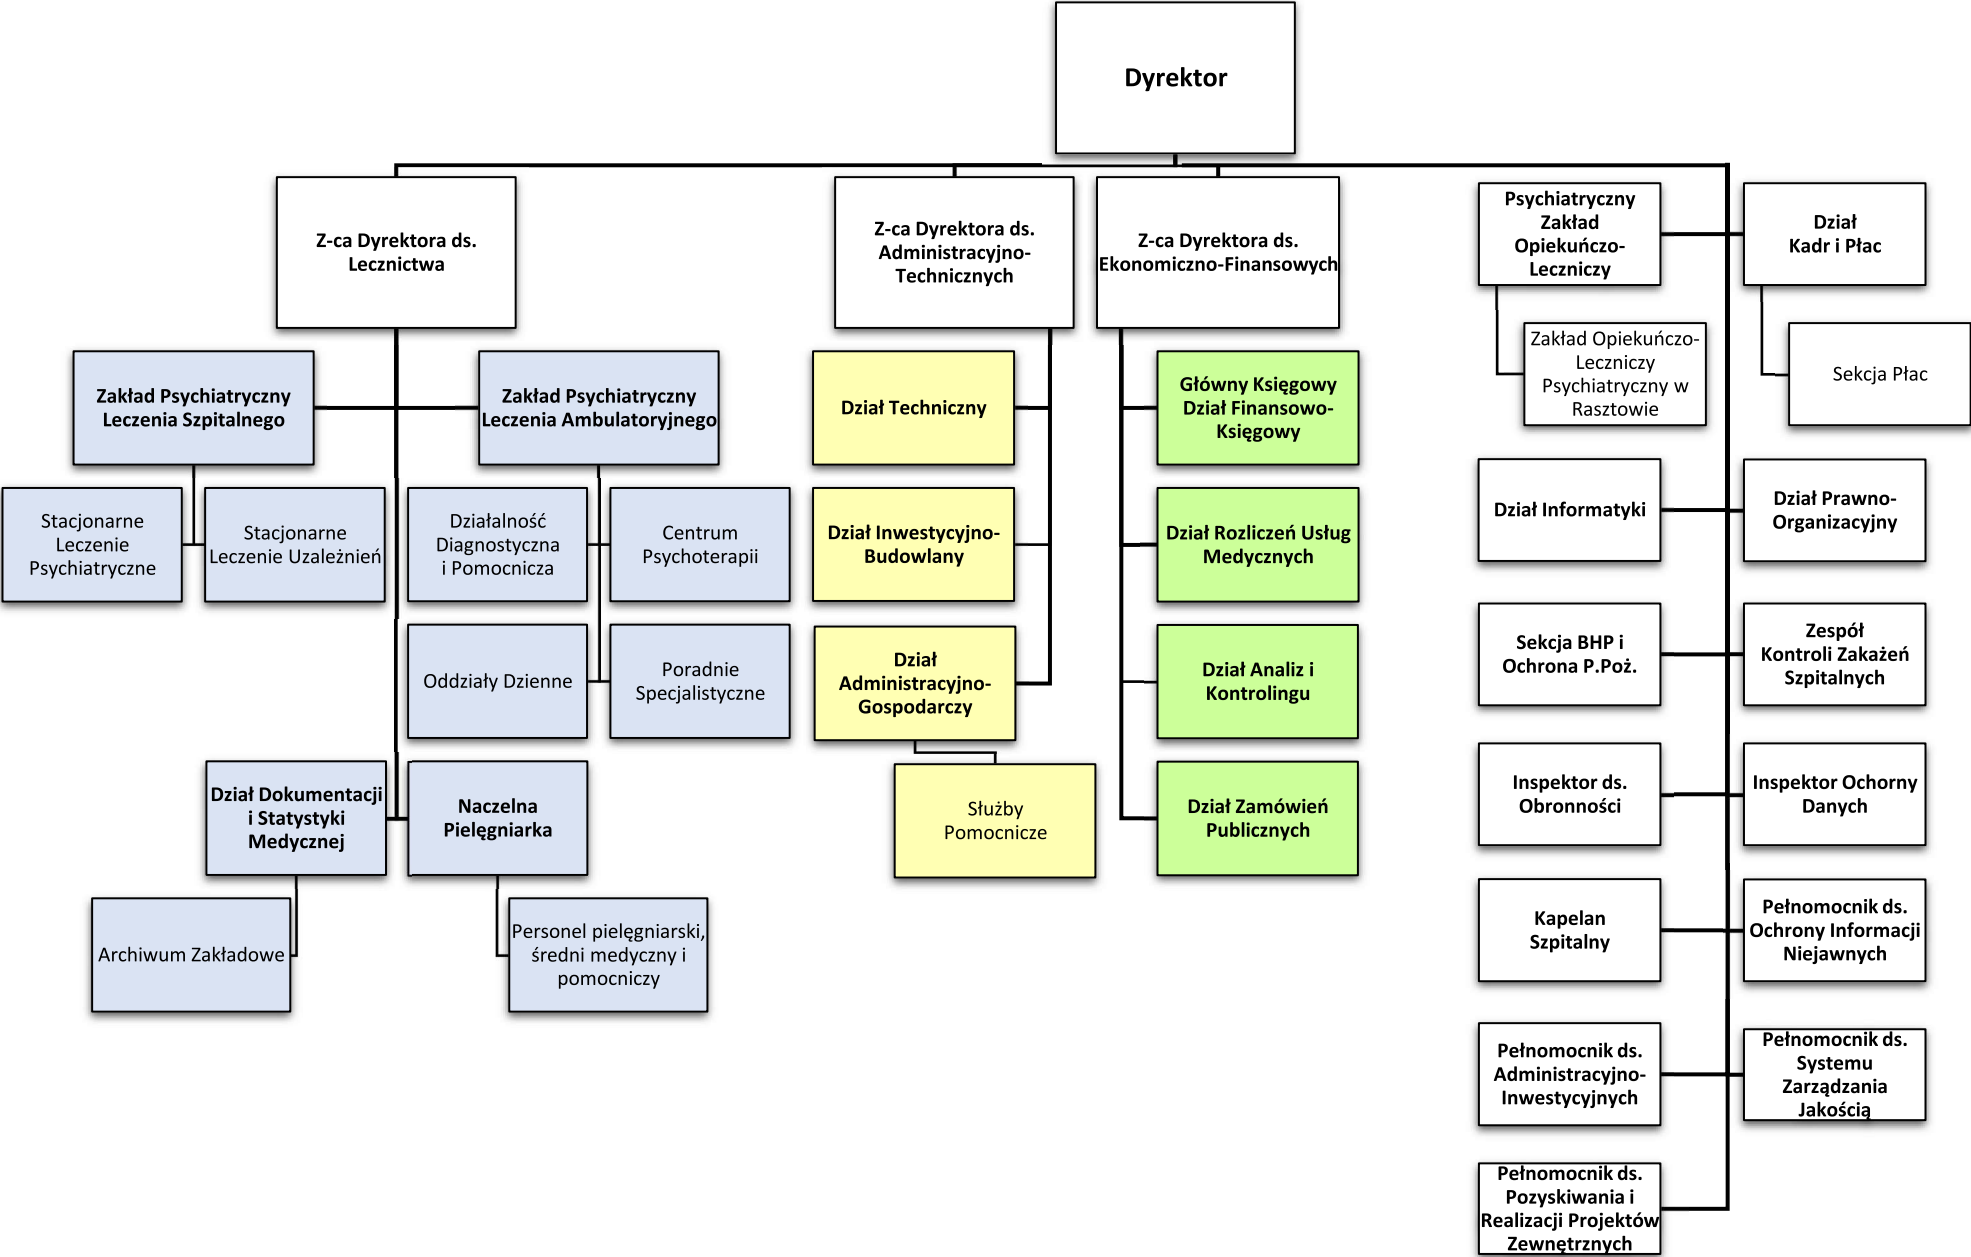 Dyrektor
Z-ca Dyrektora ds.
Lecznictwa
Z-ca Dyrektora ds.
Administracyjno-
Technicznych
Z-ca Dyrektora ds.
Ekonomiczno-Finansowych
Psychiatryczny
Zakład
Opiekuńczo-
Leczniczy
Dział
Kadr i Płac
Zakład Opiekuńczo-
Leczniczy
Psychiatryczny w
Rasztowie
Sekcja Płac
Zakład Psychiatryczny
Leczenia Szpitalnego
Zakład Psychiatryczny
Leczenia Ambulatoryjnego
Dział Techniczny
Główny Księgowy
Dział Finansowo-
Księgowy
Stacjonarne
Leczenie
Psychiatryczne
Stacjonarne
Leczenie Uzależnień
Działalność
Diagnostyczna
i Pomocnicza
Centrum
Psychoterapii
Dział Inwestycyjno-
Budowlany
Dział Rozliczeń Usług
Medycznych
Dział Informatyki
Dział Prawno-
Organizacyjny
Oddziały Dzienne
Poradnie
Specjalistyczne
Dział
Administracyjno-
Gospodarczy
Dział Analiz i
Kontrolingu
Sekcja BHP i
Ochrona P.Poż.
Zespół
Kontroli Zakażeń
Szpitalnych
Dział Dokumentacji
i Statystyki
Medycznej
Naczelna
Pielęgniarka
Służby
Pomocnicze
Dział Zamówień
Publicznych
Inspektor ds.
Obronności
Inspektor Ochorny
Danych
Archiwum Zakładowe
Personel pielęgniarski,
średni medyczny i
pomocniczy
Kapelan
Szpitalny
Pełnomocnik ds.
Ochrony Informacji
Niejawnych
Pełnomocnik ds.
Administracyjno-
Inwestycyjnych
Pełnomocnik ds.
Systemu
Zarządzania
Jakością
Pełnomocnik ds.
Pozyskiwania i
Realizacji Projektów
Zewnętrznych